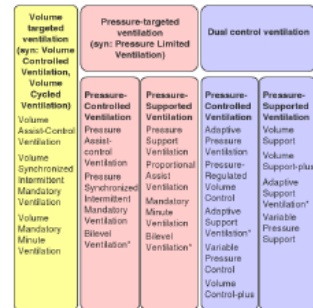 Volume
targeted
ventilation
(syn: Volume
Controlled
Ventilation,
Volume
Cycled
Ventilation)
Volume
Assist-Control
Ventilation
Volume
Synchronized
Intermittent
Mandatory
Ventilation
Volume
Mandatory
Minute
Ventilation
Pressure-targeted
ventilation
(syn: Pressure Limited
Ventilation)
Pressure-
Controlled
Ventilation
Pressure
Assist-
control
Ventilation
Pressure
Synchronized
Intermittent
Mandatory
Ventilation
Bilevel
Ventilation*
Pressure-
Supported
Ventilation
Pressure
Support
Ventilation
Proportional
Assist
Ventilation
Mandatory
Minute
Ventilation
Bilevel
Ventilation*
Dual control ventilation
Pressure-
Controlled
Ventilation
Adaptive
Pressure
Ventilation
Pressure-
Regulated
Volume
Control
Adaptive
Support
Ventilation*
Variable
Pressure
Control
Volume
Control-plus
Pressure-
Supported
Ventilation
Volume
Support
Volume
Support-plus
Adaptive
Support
Ventilation*
Variable
Pressure
Support